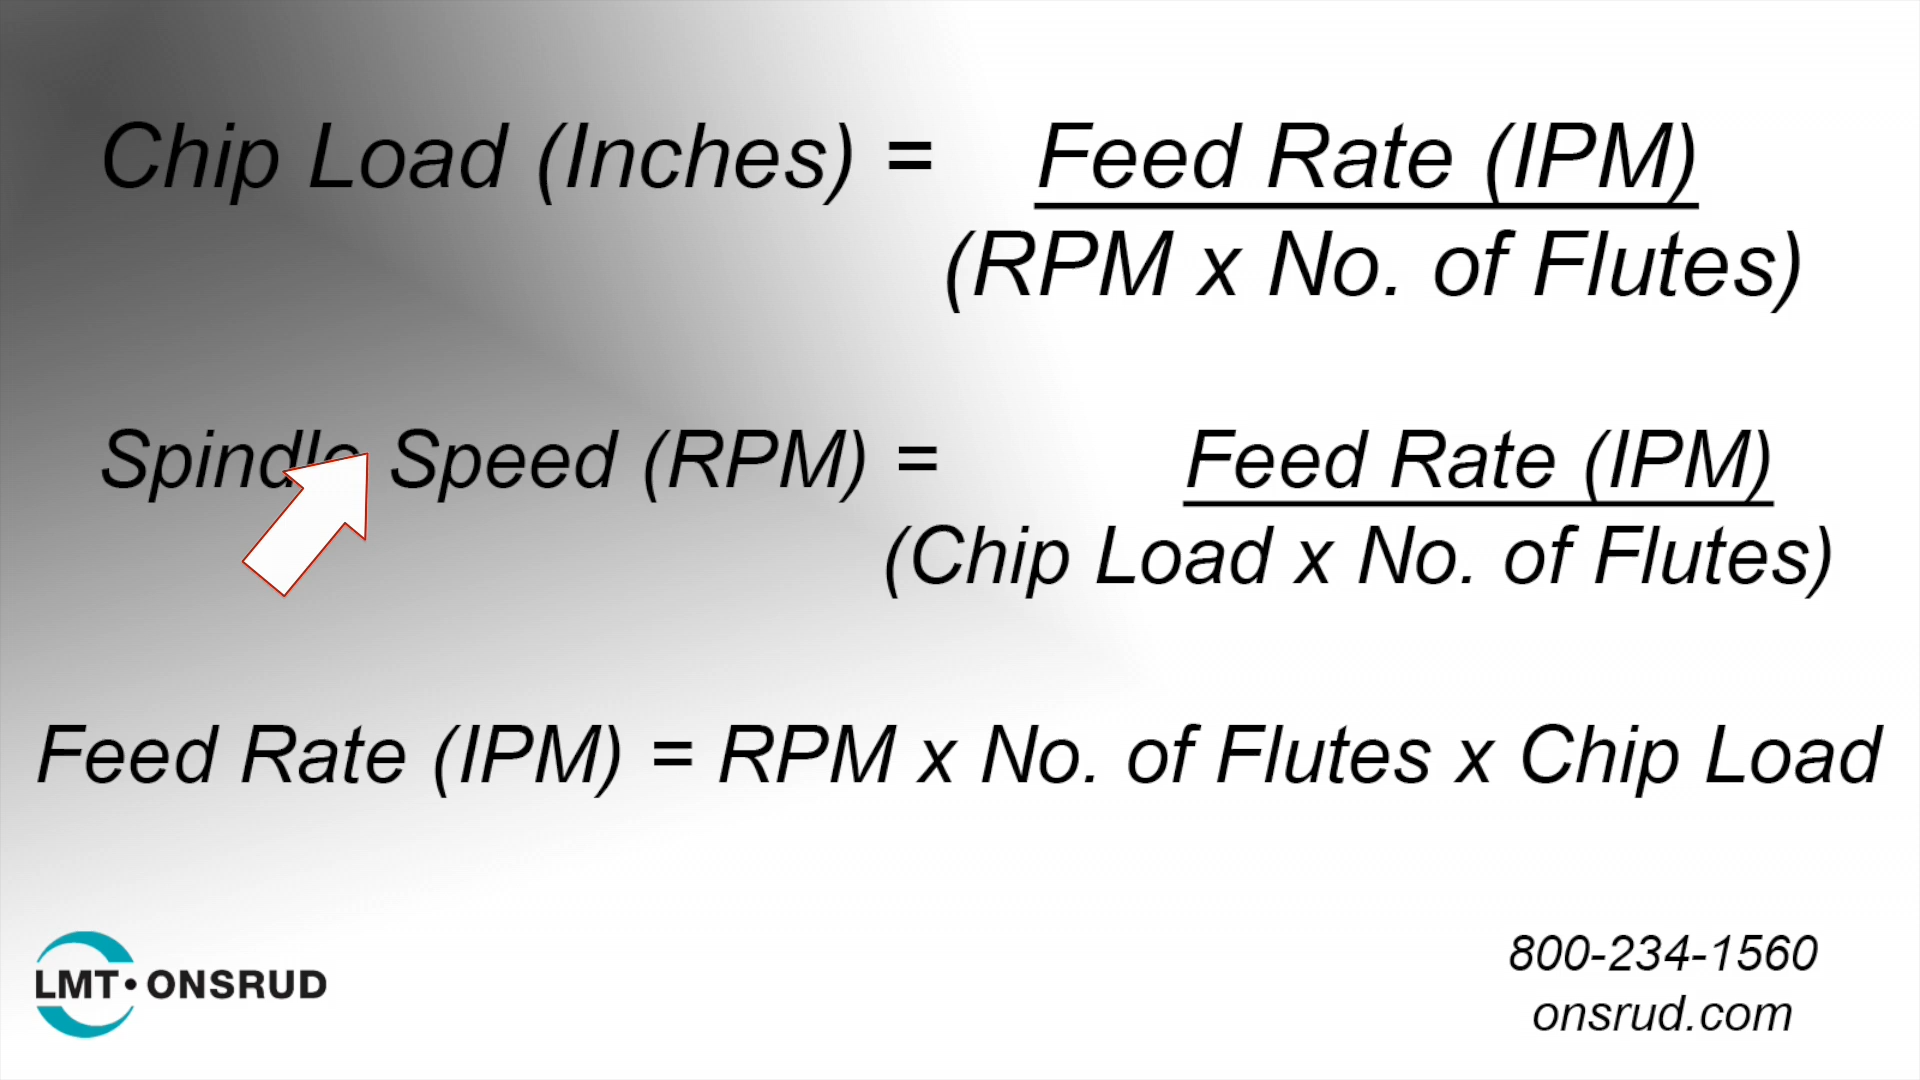 Chip Load (Inches) = Feed Rate (IPM)
(RPM x No. of Flutes)
Spindle Speed (RPM) = Feed Rate (IPM)
(Chip Load x No. of Flutes)
Feed Rate (IPM) = RPM x No. of Flutes x Chip Load
LMT•ONSRUD
800-234-1560
onsrud.com